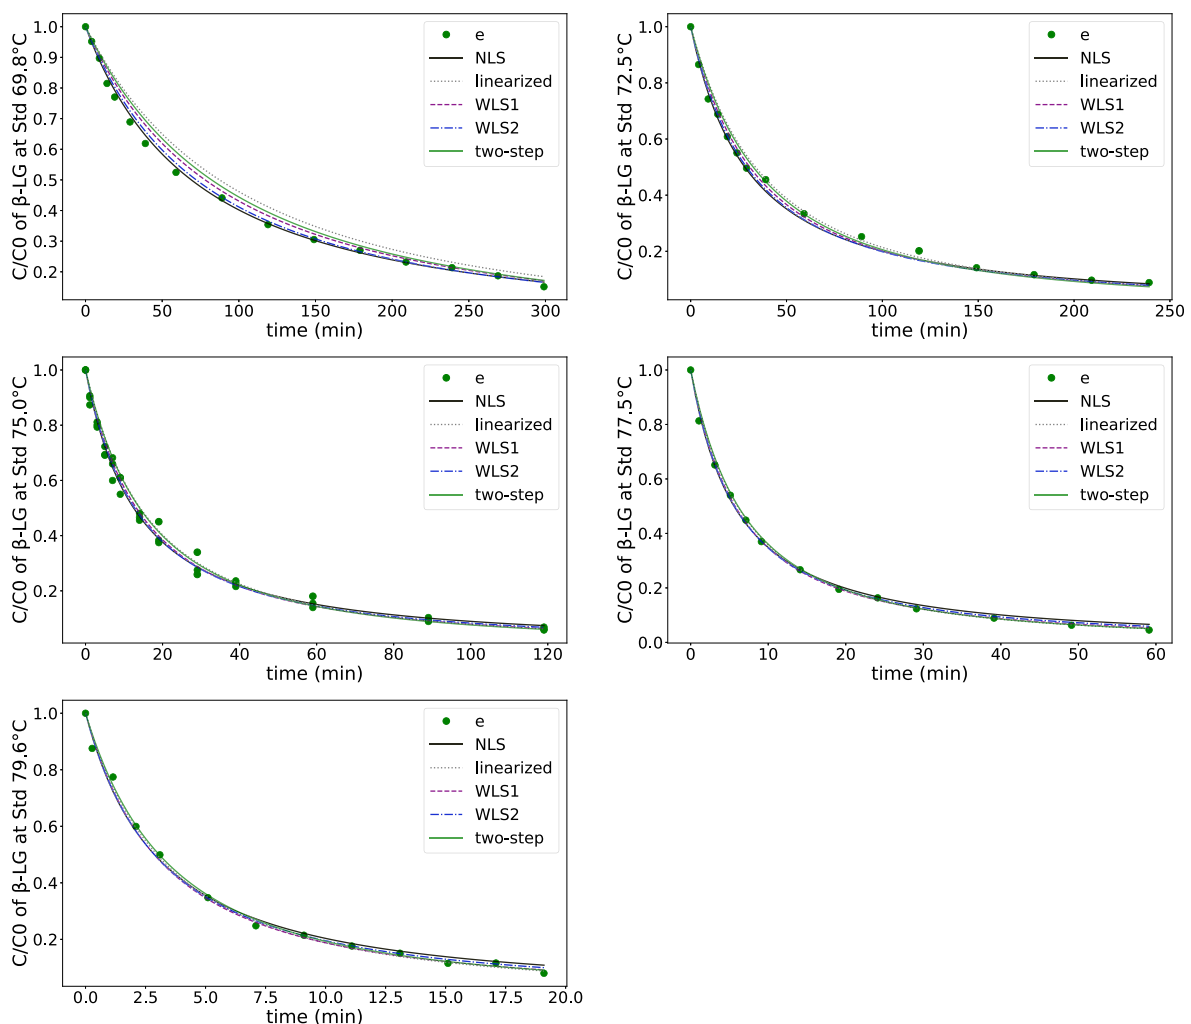 C/C0 of β-LG at Std 69.8°C
1.0
0.9
0.8
0.7
0.6
0.5
0.4
0.3
0.2
e
NLS
linearized
WLS1
WLS2
two-step
0 50 100 150 200 250 300
time (min)
C/C0 of β-LG at Std 72.5°C
1.0
0.8
0.6
0.4
0.2
e
NLS
linearized
WLS1
WLS2
two-step
0 50 100 150 200 250
time (min)
C/C0 of β-LG at Std 75.0°C
1.0
0.8
0.6
0.4
0.2
e
NLS
linearized
WLS1
WLS2
two-step
0 20 40 60 80 100 120
time (min)
C/C0 of β-LG at Std 77.5°C
1.0
0.8
0.6
0.4
0.2
0.0
e
NLS
linearized
WLS1
WLS2
two-step
0 10 20 30 40 50 60
time (min)
C/C0 of β-LG at Std 79.6°C
1.0
0.8
0.6
0.4
0.2
e
NLS
linearized
WLS1
WLS2
two-step
0.0 2.5 5.0 7.5 10.0 12.5 15.0 17.5 20.0
time (min)